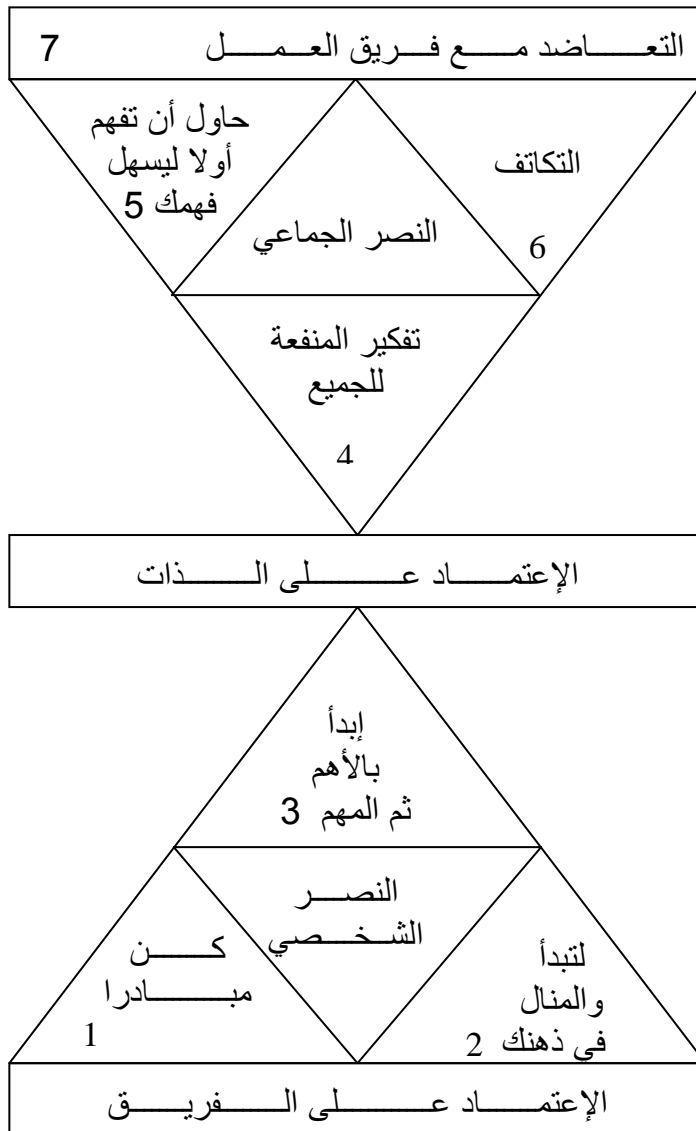 التعاضد مع فريق العمل 7
حاول أن تفهم
أولا ليسهل
فهمك 5
التكاتف
6
النصر الجماعي
تفكير المنفعة
للجميع
4
الإعتماد على الذات
إبدأ
بالأهم
ثم المهم 3
النصر
الشخصي
كن
مبادرا
1
لتبدأ
والمنال
في ذهنك 2
الإعتماد على الفريق